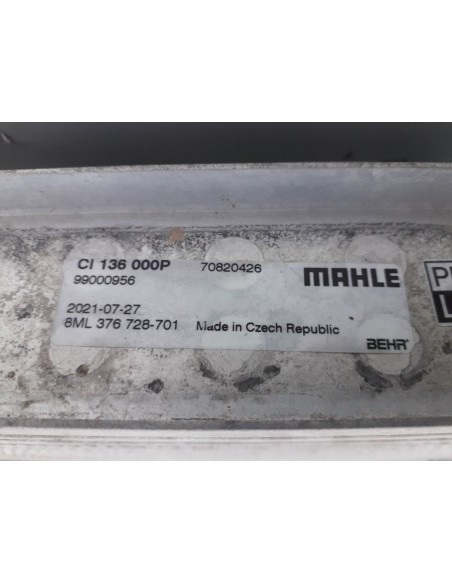 CI 136 000P 70820426 MAHLE
99000956
2021-07-27
8ML 376 728-701 Made in Czech Republic
BEHR